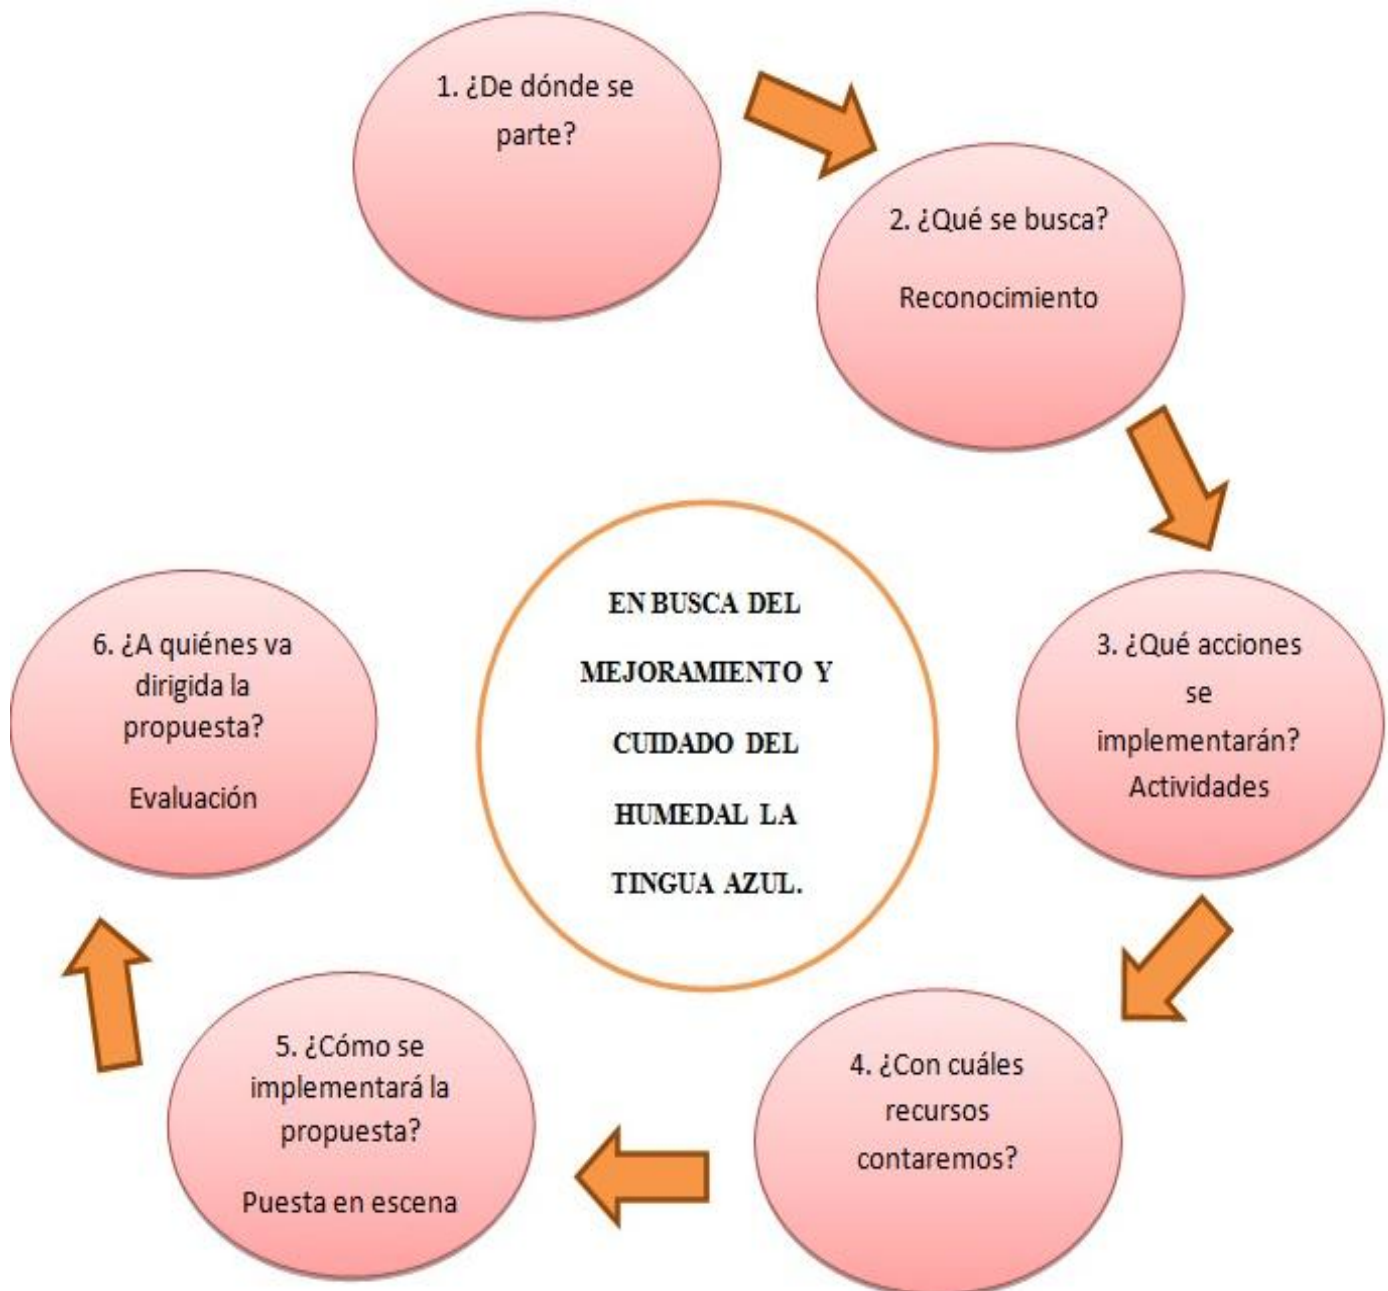 1. ¿De dónde se
parte?
2. ¿Qué se busca?
Reconocimiento
3. ¿Qué acciones
se
implementarán?
Actividades
4. ¿Con cuáles
recursos
contaremos?
5. ¿Cómo se
implementará la
propuesta?
Puesta en escena
6. ¿A quiénes va
dirigida la
propuesta?
Evaluación
EN BUSCA DEL
MEJORAMIENTO Y
CUIDADO DEL
HUMEDAL LA
TINGUA AZUL.